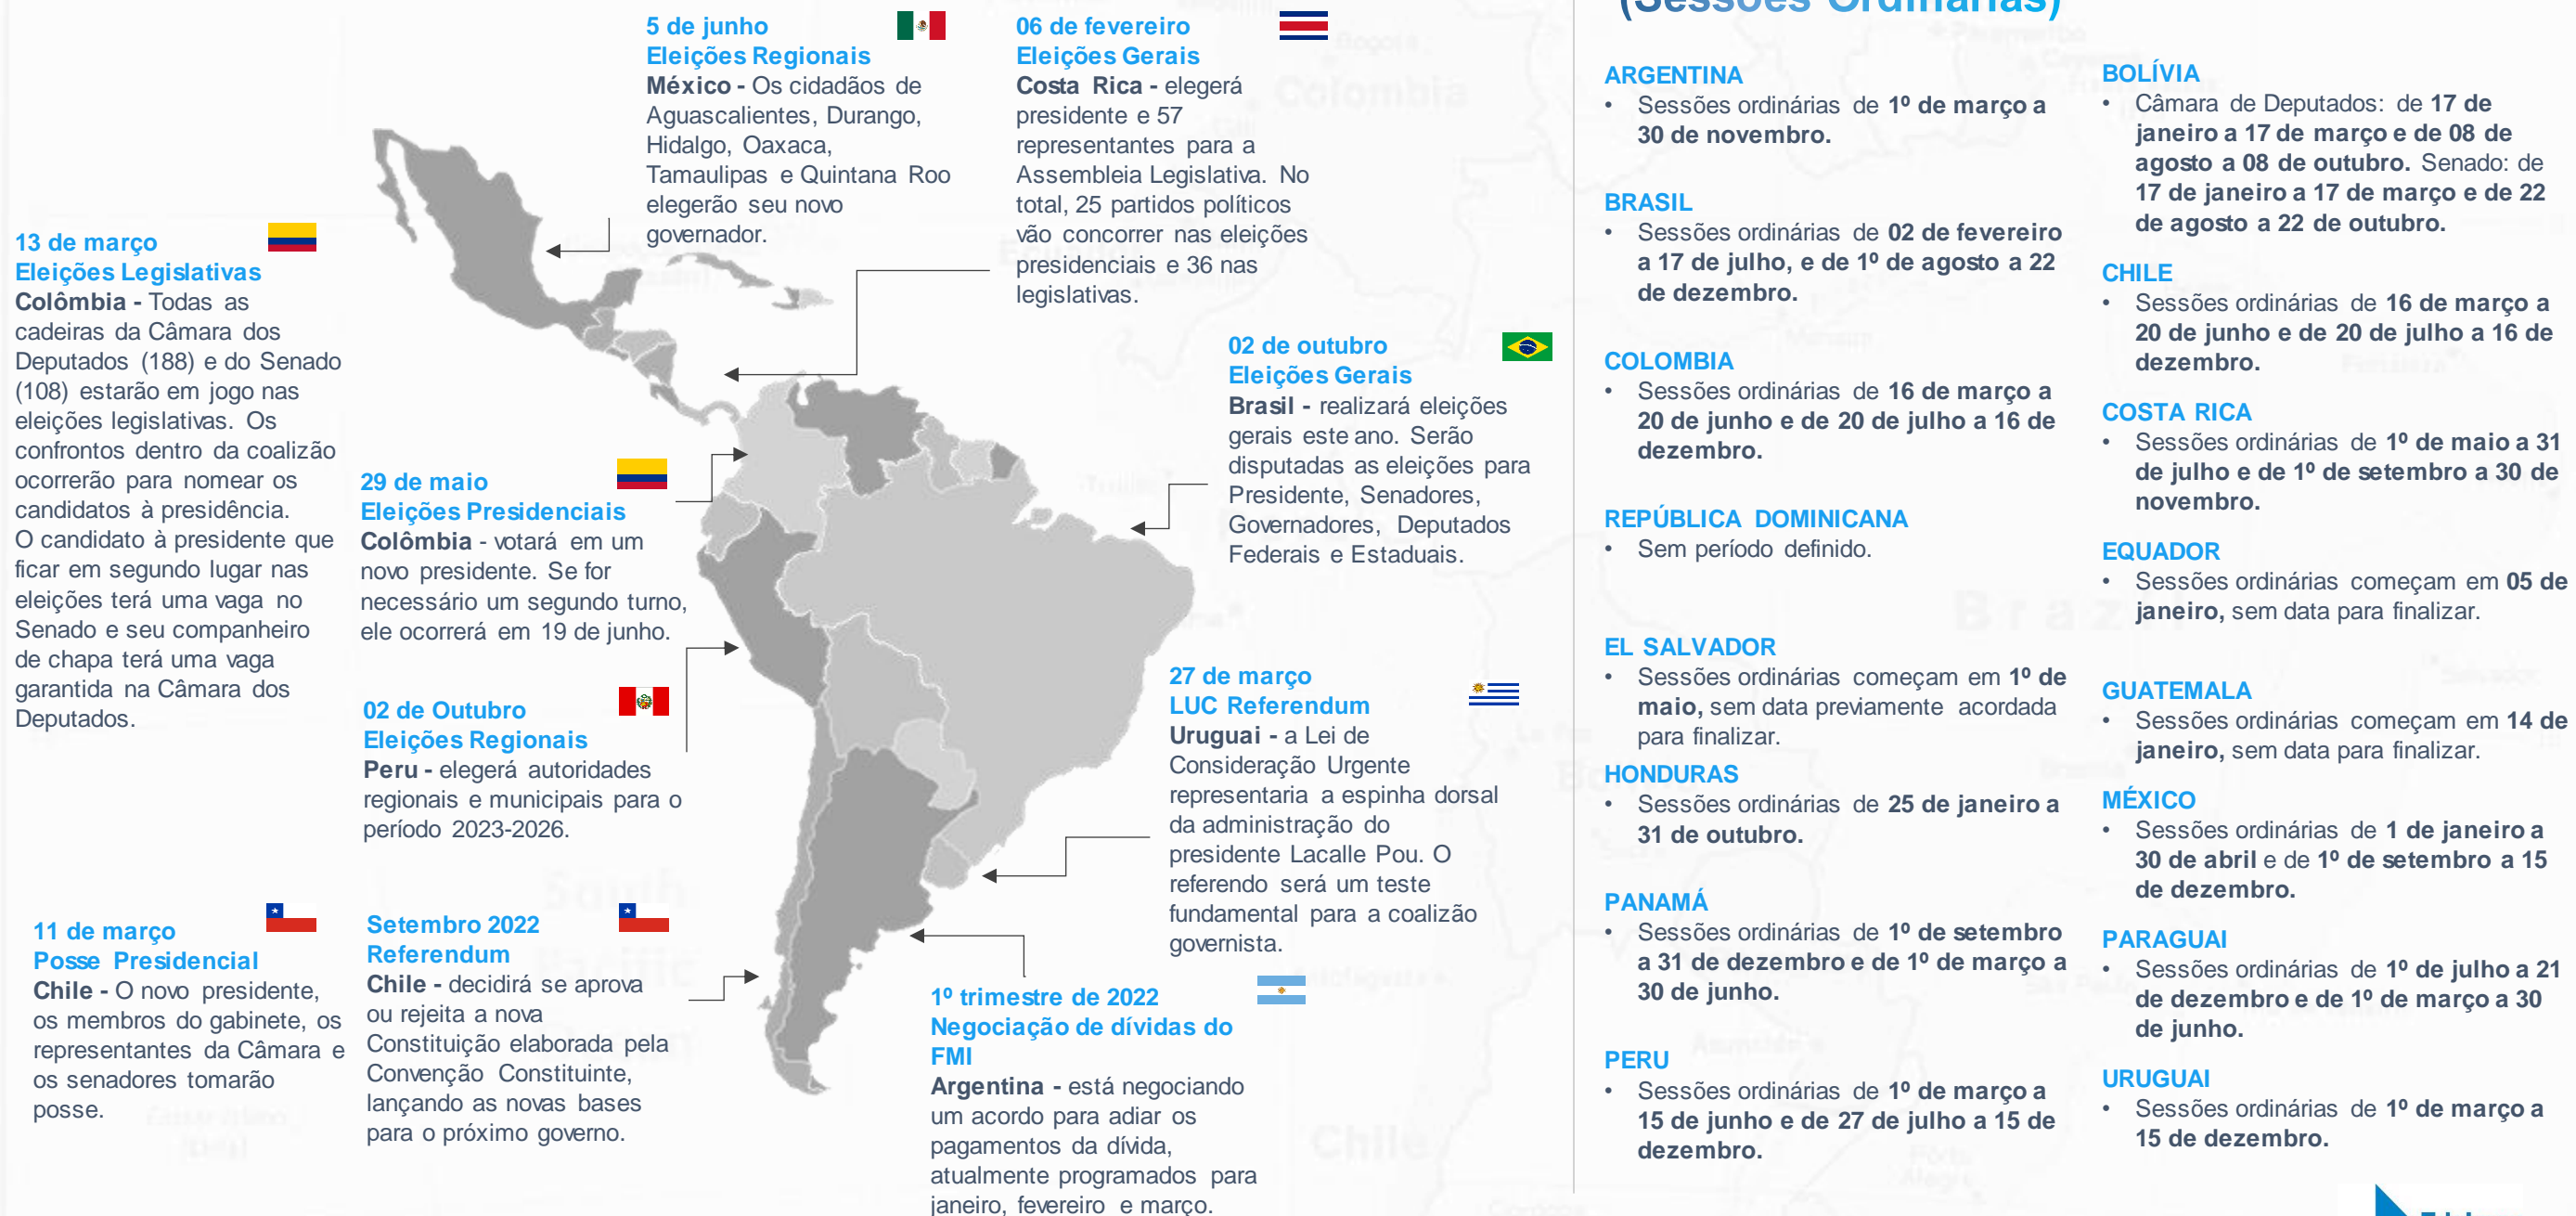 (Sessões Ordinárias)
5 de junho
Eleições Regionais
México - Os cidadãos de
Aguascalientes, Durango,
Hidalgo, Oaxaca,
Tamaulipas e Quintana Roo
elegerão seu novo
governador.
06 de fevereiro
Eleições Gerais
Costa Rica - elegerá
presidente e 57
representantes para a
Assembleia Legislativa. No
total, 25 partidos políticos
vão concorrer nas eleições
presidenciais e 36 nas
legislativas.
13 de março
Eleições Legislativas
Colômbia - Todas as
cadeiras da Câmara dos
Deputados (188) e do Senado
(108) estarão em jogo nas
eleições legislativas. Os
confrontos dentro da coalizão
ocorrerão para nomear os
candidatos à presidência.
O candidato à presidente que
ficar em segundo lugar nas
eleições terá uma vaga no
Senado e seu companheiro
de chapa terá uma vaga
garantida na Câmara dos
Deputados.
02 de outubro
Eleições Gerais
Brasil - realizará eleições
gerais este ano. Serão
disputadas as eleições para
Presidente, Senadores,
Governadores, Deputados
Federais e Estaduais.
29 de maio
Eleições Presidenciais
Colômbia - votará em um
novo presidente. Se for
necessário um segundo turno,
ele ocorrerá em 19 de junho.
02 de Outubro
Eleições Regionais
Peru - elegerá autoridades
regionais e municipais para o
período 2023-2026.
27 de março
LUC Referendum
Uruguai - a Lei de
Consideração Urgente
representaria a espinha dorsal
da administração do
presidente Lacalle Pou. O
referendo será um teste
fundamental para a coalizão
governista.
11 de março
Posse Presidencial
Chile - O novo presidente,
os membros do gabinete, os
representantes da Câmara e
os senadores tomarão
posse.
Setembro 2022
Referendum
Chile - decidirá se aprova
ou rejeita a nova
Constituição elaborada pela
Convenção Constituinte,
lançando as novas bases
para o próximo governo.
1º trimestre de 2022
Negociação de dívidas do
FMI
Argentina - está negociando
um acordo para adiar os
pagamentos da dívida,
atualmente programados para
janeiro, fevereiro e março.
ARGENTINA
• Sessões ordinárias de 1º de março a
30 de novembro.
BRASIL
• Sessões ordinárias de 02 de fevereiro
a 17 de julho, e de 1º de agosto a 22
de dezembro.
COLOMBIA
• Sessões ordinárias de 16 de março a
20 de junho e de 20 de julho a 16 de
dezembro.
REPÚBLICA DOMINICANA
• Sem período definido.
EL SALVADOR
• Sessões ordinárias começam em 1º de
maio, sem data previamente acordada
para finalizar.
HONDURAS
• Sessões ordinárias de 25 de janeiro a
31 de outubro.
PANAMÁ
• Sessões ordinárias de 1º de setembro
a 31 de dezembro e de 1º de março a
30 de junho.
PERU
• Sessões ordinárias de 1º de março a
15 de junho e de 27 de julho a 15 de
dezembro.
BOLÍVIA
• Câmara de Deputados: de 17 de
janeiro a 17 de março e de 08 de
agosto a 08 de outubro. Senado: de
17 de janeiro a 17 de março e de 22
de agosto a 22 de outubro.
CHILE
• Sessões ordinárias de 16 de março a
20 de junho e de 20 de julho a 16 de
dezembro.
COSTA RICA
• Sessões ordinárias de 1º de maio a 31
de julho e de 1º de setembro a 30 de
novembro.
EQUADOR
• Sessões ordinárias começam em 05 de
janeiro, sem data para finalizar.
GUATEMALA
• Sessões ordinárias começam em 14 de
janeiro, sem data para finalizar.
MÉXICO
• Sessões ordinárias de 1 de janeiro a
30 de abril e de 1º de setembro a 15
de dezembro.
PARAGUAI
• Sessões ordinárias de 1º de julho a 21
de dezembro e de 1º de março a 30
de junho.
URUGUAI
• Sessões ordinárias de 1º de março a
15 de dezembro.